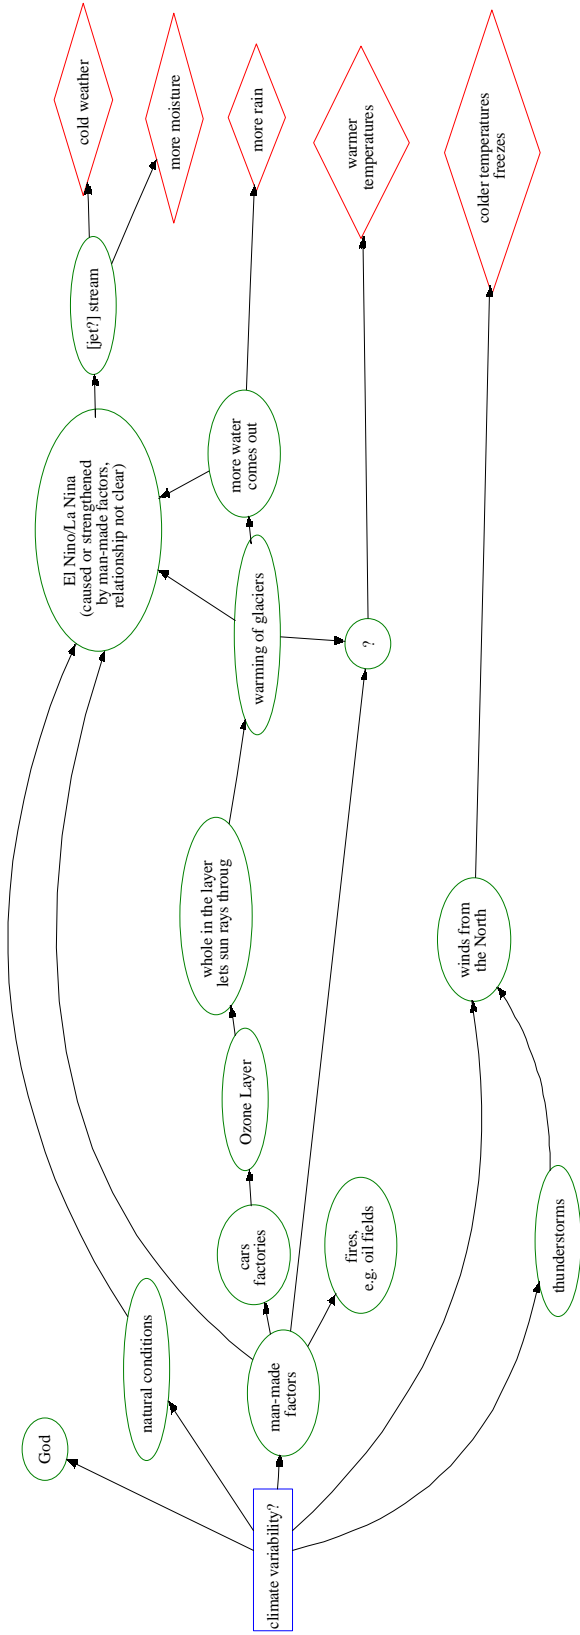 climate variability?
God
natural conditions
man-made
factors
thunderstorms
cars
factories
fires,
e.g. oil fields
Ozone Layer
whole in the layer
lets sun rays throug
winds from
the North
warming of glaciers
?
El Nino/La Nina
(caused or strengthened
by man-made factors,
relationship not clear)
more water
comes out
[jet?] stream
cold weather
more moisture
more rain
warmer
temperatures
colder temperatures
freezes